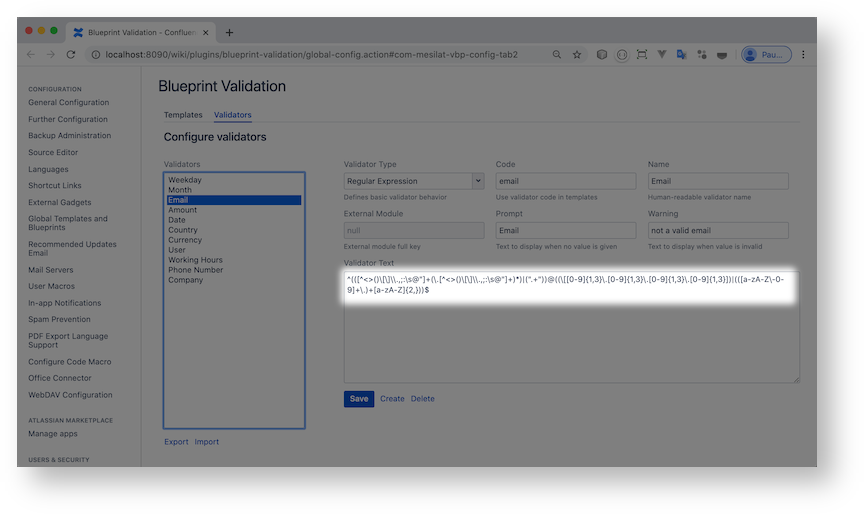 Blueprint Validation - Confluen
localhost:8090/wiki/plugins/blueprint-validation/global-config.action#com-mesilat-vbp-config-tab2
Pau...
CONFIGURATION
General Configuration
Further Configuration
Backup Administration
Source Editor
Languages
Shortcut Links
External Gadgets
Global Templates and
Blueprints
Recommended Updates
Email
Mail Servers
User Macros
In-app Notifications
Spam Prevention
PDF Export Language
Support
Configure Code Macro
Office Connector
WebDAV Configuration
ATLASSIAN MARKETPLACE
Manage apps
USERS & SECURITY
Blueprint Validation
Templates
Validators
Configure validators
Validators
Weekday
Month
Email
Amount
Date
Country
Currency
User
Working Hours
Phone Number
Company
Export
Import
Validator Type
Regular Expression
Defines basic validator behavior
Code
email
Use validator code in templates
Name
Email
Human-readable validator name
External Module
null
External module full key
Prompt
Email
Text to display when no value is given
Warning
not a valid email
Text to display when value is invalid
Validator Text
^(([^<>()\[\]\\.,;:\s@"]+(\.[^<>()\[\]\\.,;:\s@"]+)*)|(".+"))@((\[[0-9]{1,3}\.[0-9]{1,3}\.[0-9]{1,3}\.[0-9]{1,3}])|(([a-zA-Z\-0-
9]+\.)+[a-zA-Z]{2,}))$
Save
Create
Delete